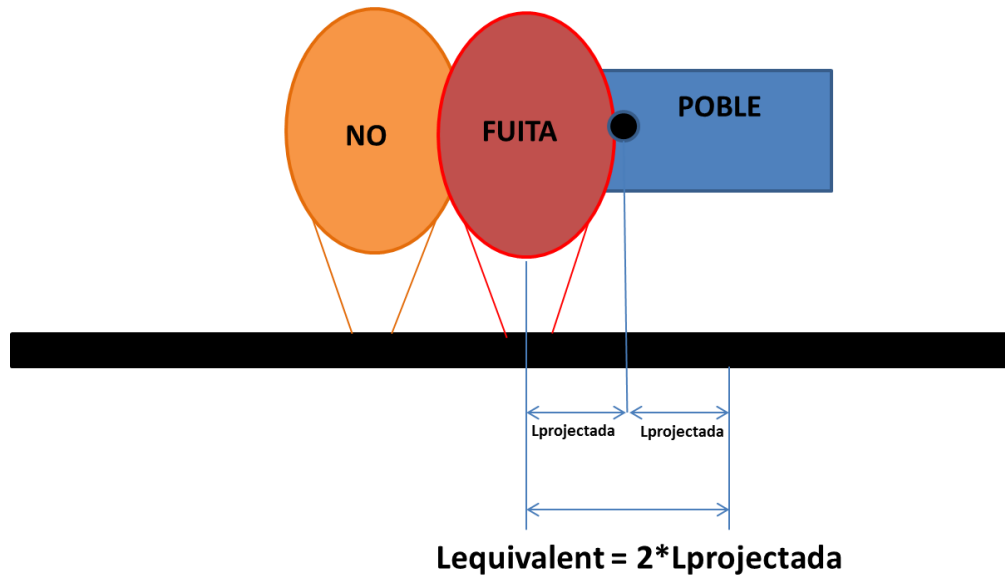 NO
FUITA
POBLE
Lprojectada
Lprojectada
Lequivalent = 2*Lprojectada